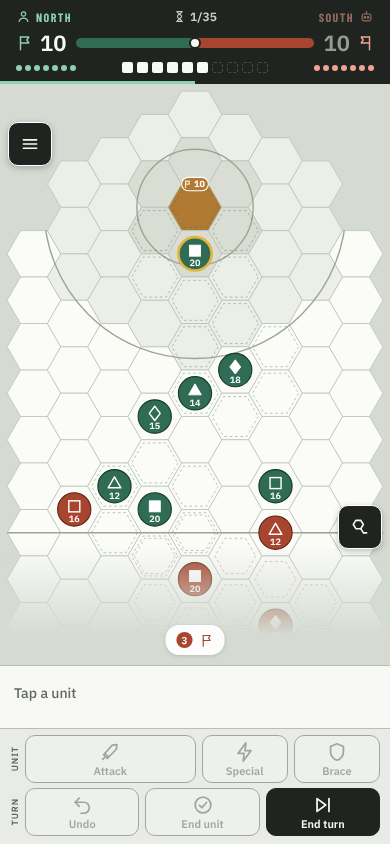 NORTH
1/35
SOUTH
10
10
10
20
18
14
15
12
16
16
20
12
20
3
Tap a unit
UNIT
Attack
Special
Brace
TURN
Undo
End unit
End turn